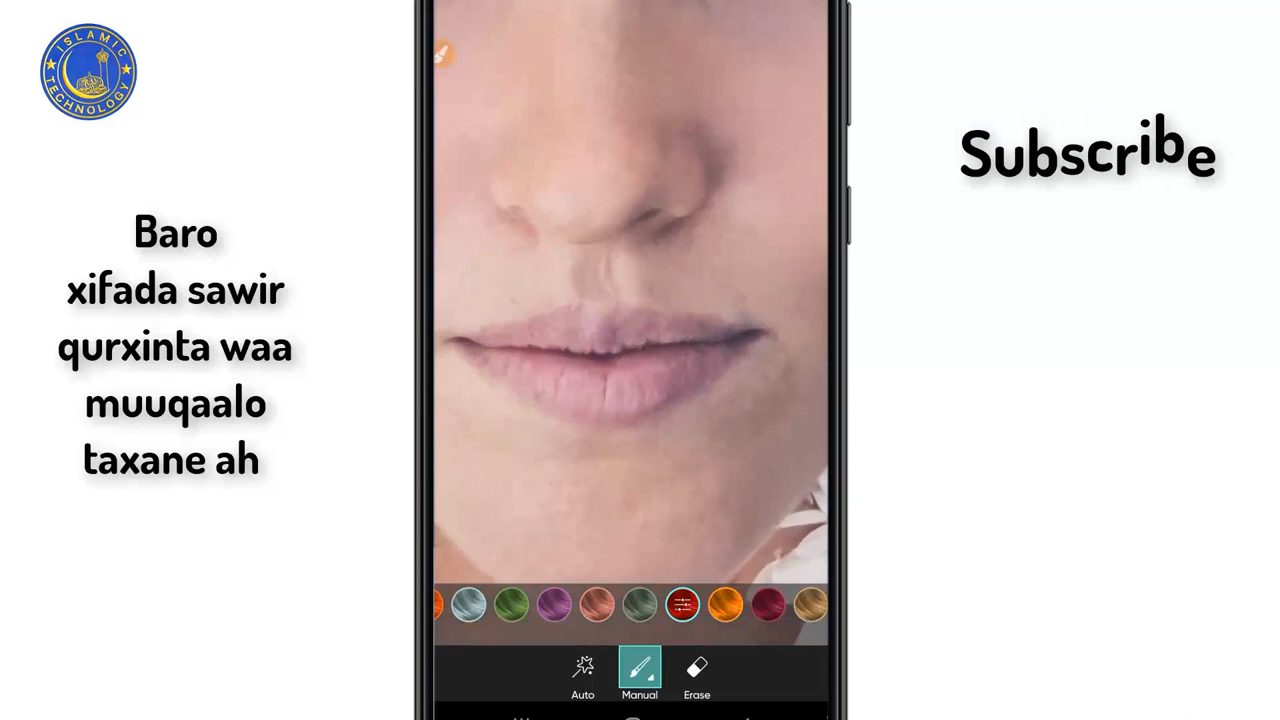 ISLAMIC
TECHNOLOGY
Subscribe
Baro
xifada sawir
qurxinta waa
muuqaalo
taxane ah
Auto
Manual
Erase